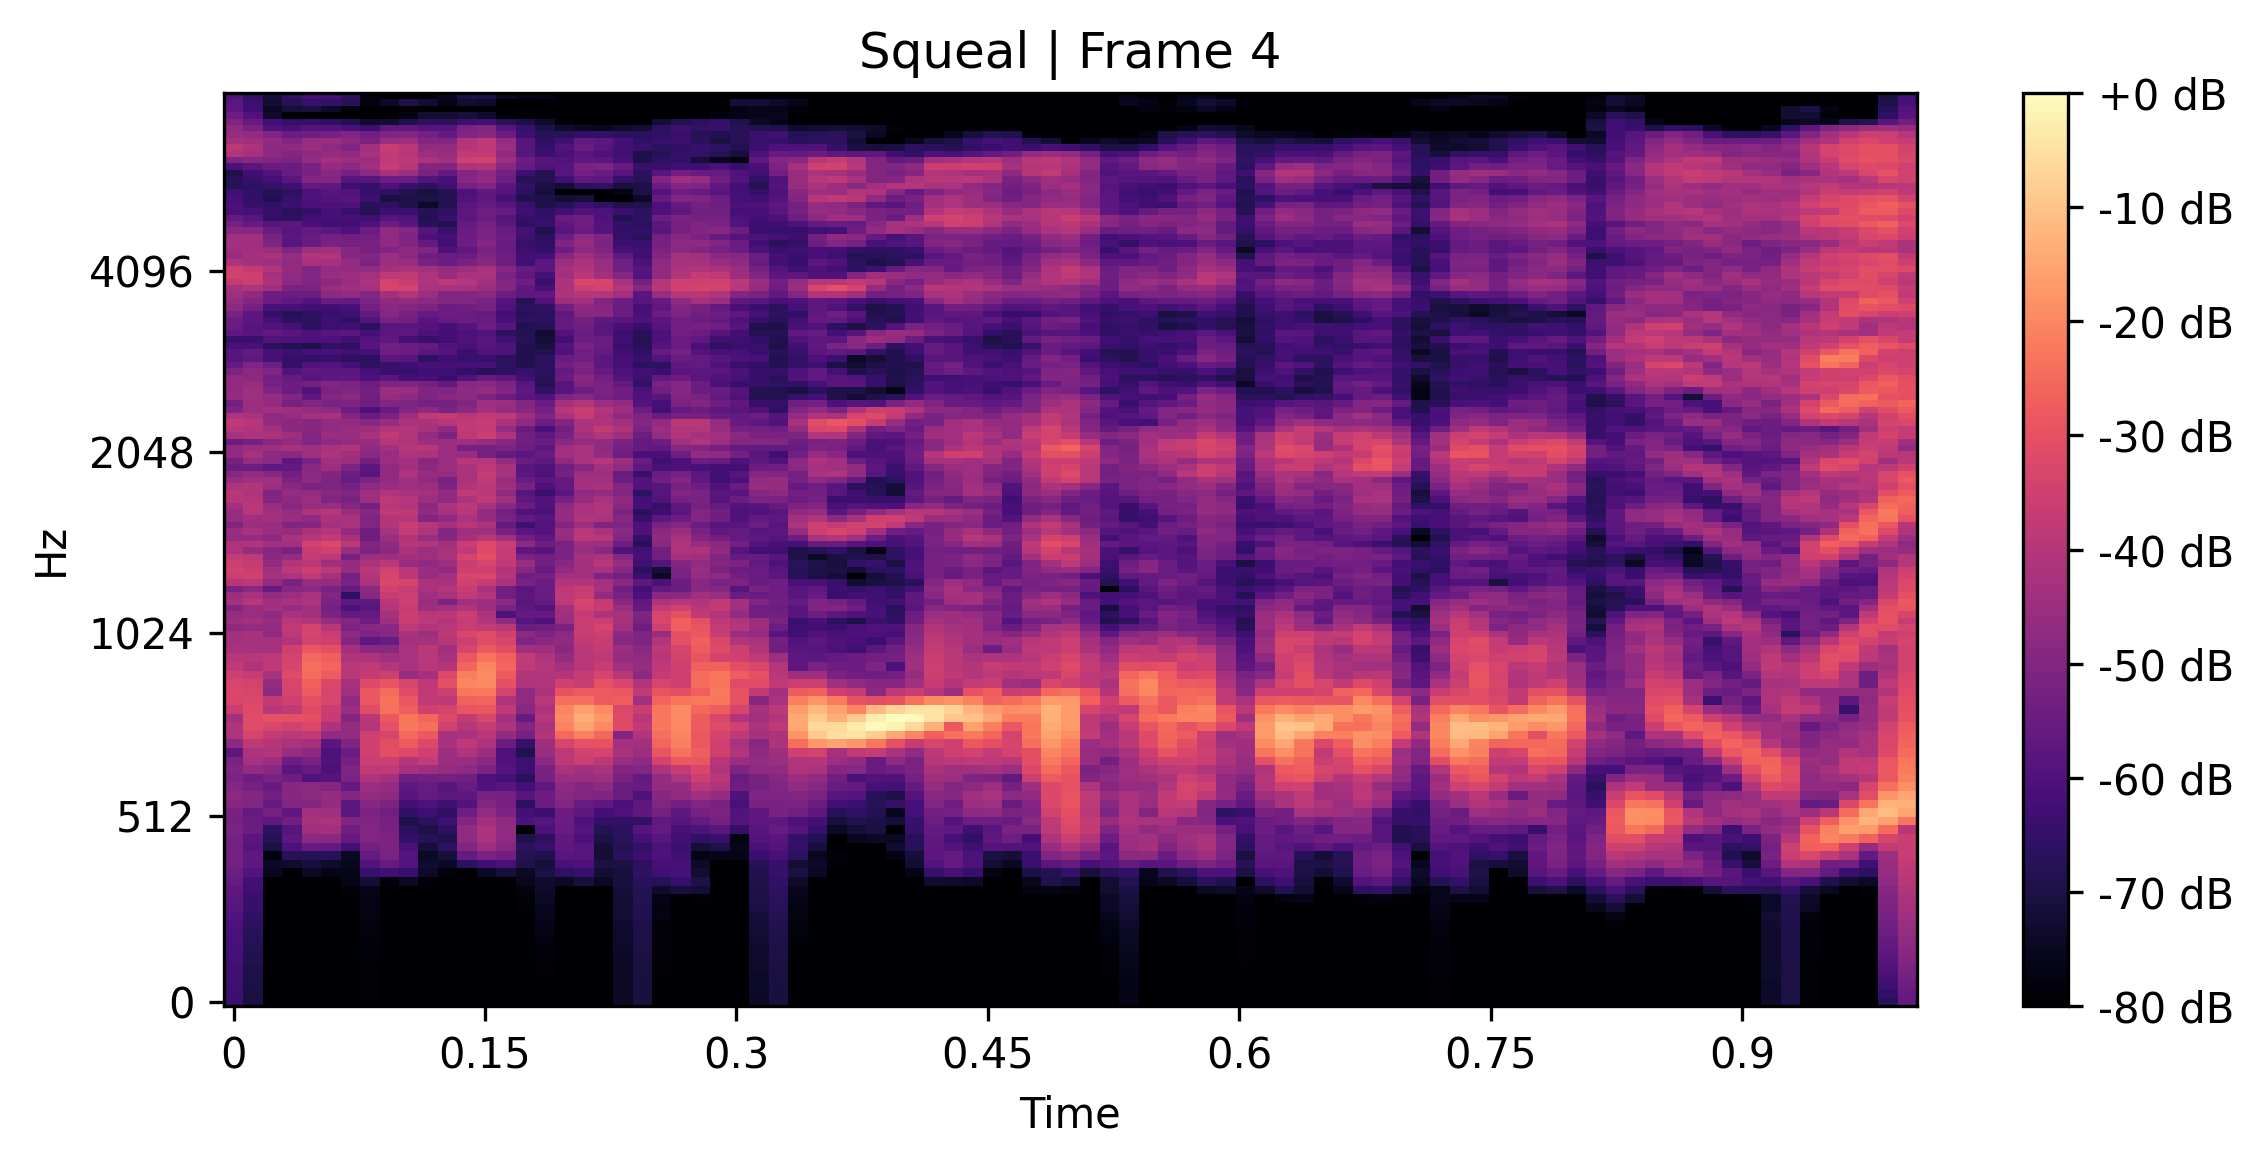 Squeal | Frame 4
Hz
4096
2048
1024
512
0
0 0.15 0.3 0.45 0.6 0.75 0.9
Time
+0 dB
-10 dB
-20 dB
-30 dB
-40 dB
-50 dB
-60 dB
-70 dB
-80 dB